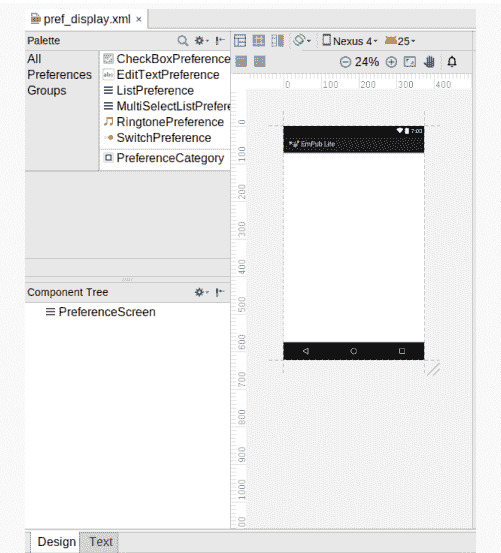 pref_display.xml ×
Palette
Nexus 4
25
All
Preferences
Groups
CheckBoxPreference
EditTextPreference
ListPreference
MultiSelectListPrefere
RingtonePreference
SwitchPreference
PreferenceCategory
24%
0 100 200 300 400
0
100
200
300
400
500
600
700
800
900
1000
00
7:00
EmPub Lite
Component Tree
PreferenceScreen
Design Text